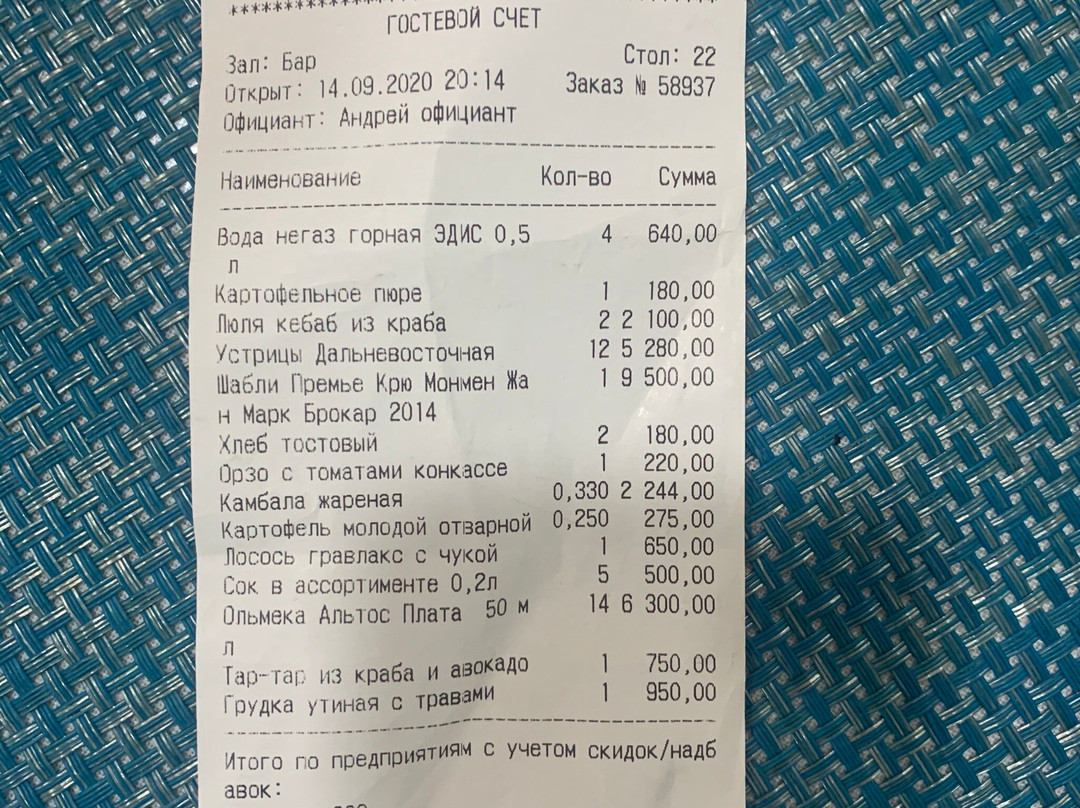 ГОСТЕВОЙ СЧЕТ
Зал: Бар Стол: 22
Открыт: 14.09.2020 20:14 Заказ № 58937
Официант: Андрей официант
Наименование Кол-во Сумма
Вода негаз горная ЭДИС 0,5 4 640,00
л
Картофельное пюре 1 180,00
Люля кебаб из краба 2 2 100,00
Устрицы Дальневосточная 12 5 280,00
Шабли Премье Крю Монмен Жа 1 9 500,00
н Марк Брокар 2014
Хлеб тостовый 2 180,00
Орзо с томатами конкассе 1 220,00
Камбала жареная 0,330 2 244,00
Картофель молодой отварной 0,250 275,00
Лосось гравлакс с чукой 1 650,00
Сок в ассортименте 0,2л 5 500,00
Ольмека Альтос Плата 50 м 14 6 300,00
л
Тар-тар из краба и авокадо 1 750,00
Грудка утиная с травами 1 950,00
Итого по предприятиям с учетом скидок/надб
авок: